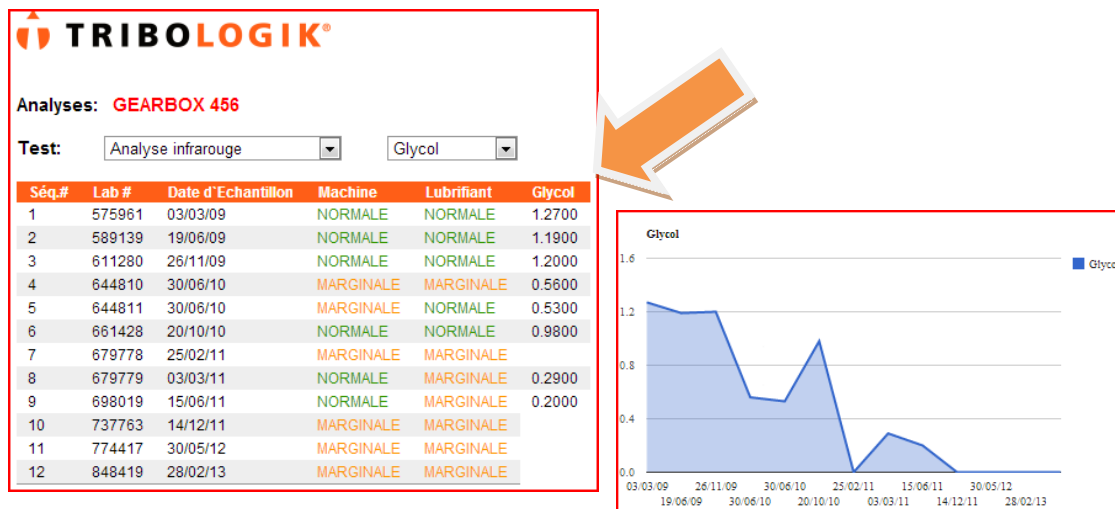 TRIBOLOGIK®
Analyses: GEARBOX 456
Test: Analyse infrarouge Glycol
Séq.# Lab # Date d`Echantillon Machine Lubrifiant Glycol
1 575961 03/03/09 NORMALE NORMALE 1.2700
2 589139 19/06/09 NORMALE NORMALE 1.1900
3 611280 26/11/09 NORMALE NORMALE 1.2000
4 644810 30/06/10 MARGINALE MARGINALE 0.5600
5 644811 30/06/10 MARGINALE NORMALE 0.5300
6 661428 20/10/10 NORMALE NORMALE 0.9800
7 679778 25/02/11 MARGINALE MARGINALE
8 679779 03/03/11 NORMALE MARGINALE 0.2900
9 698019 15/06/11 NORMALE MARGINALE 0.2000
10 737763 14/12/11 MARGINALE MARGINALE
11 774417 30/05/12 MARGINALE MARGINALE
12 848419 28/02/13 MARGINALE MARGINALE
Glycol
1.6
Glyco
1.2
0.8
0.4
0.0
03/03/09 26/11/09 30/06/10 25/02/11 15/06/11 30/05/12
19/06/09 30/06/10 20/10/10 03/03/11 14/12/11 28/02/13